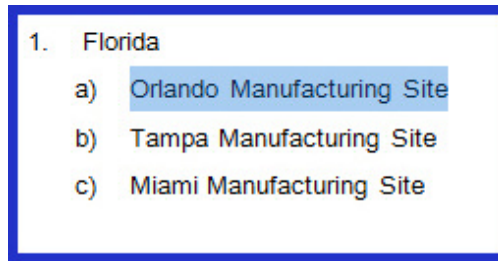 1. Florida
a) Orlando Manufacturing Site
b) Tampa Manufacturing Site
c) Miami Manufacturing Site